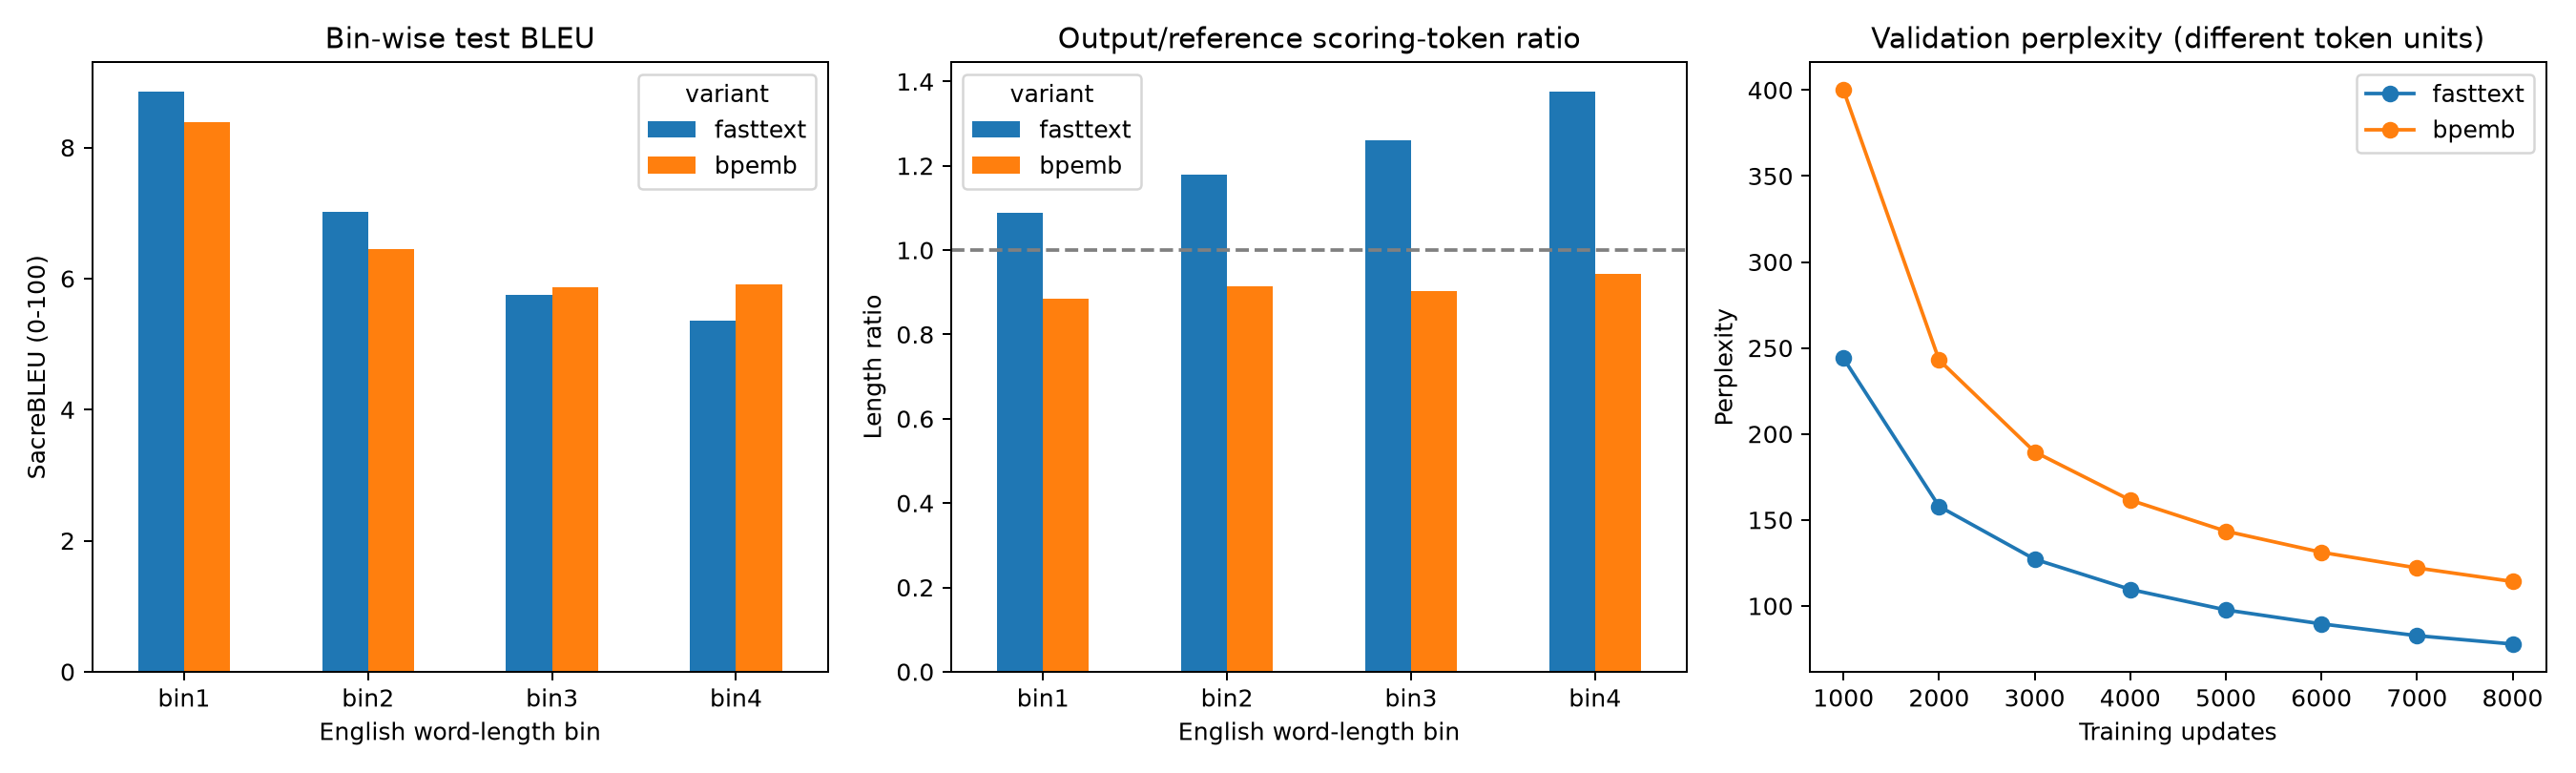 Bin-wise test BLEU
SacreBLEU (0-100)
8
6
4
2
0
variant
fasttext
bpemb
bin1 bin2 bin3 bin4
English word-length bin
Output/reference scoring-token ratio
Length ratio
1.4
1.2
1.0
0.8
0.6
0.4
0.2
0.0
variant
fasttext
bpemb
bin1 bin2 bin3 bin4
English word-length bin
Validation perplexity (different token units)
Perplexity
400
350
300
250
200
150
100
fasttext
bpemb
1000 2000 3000 4000 5000 6000 7000 8000
Training updates